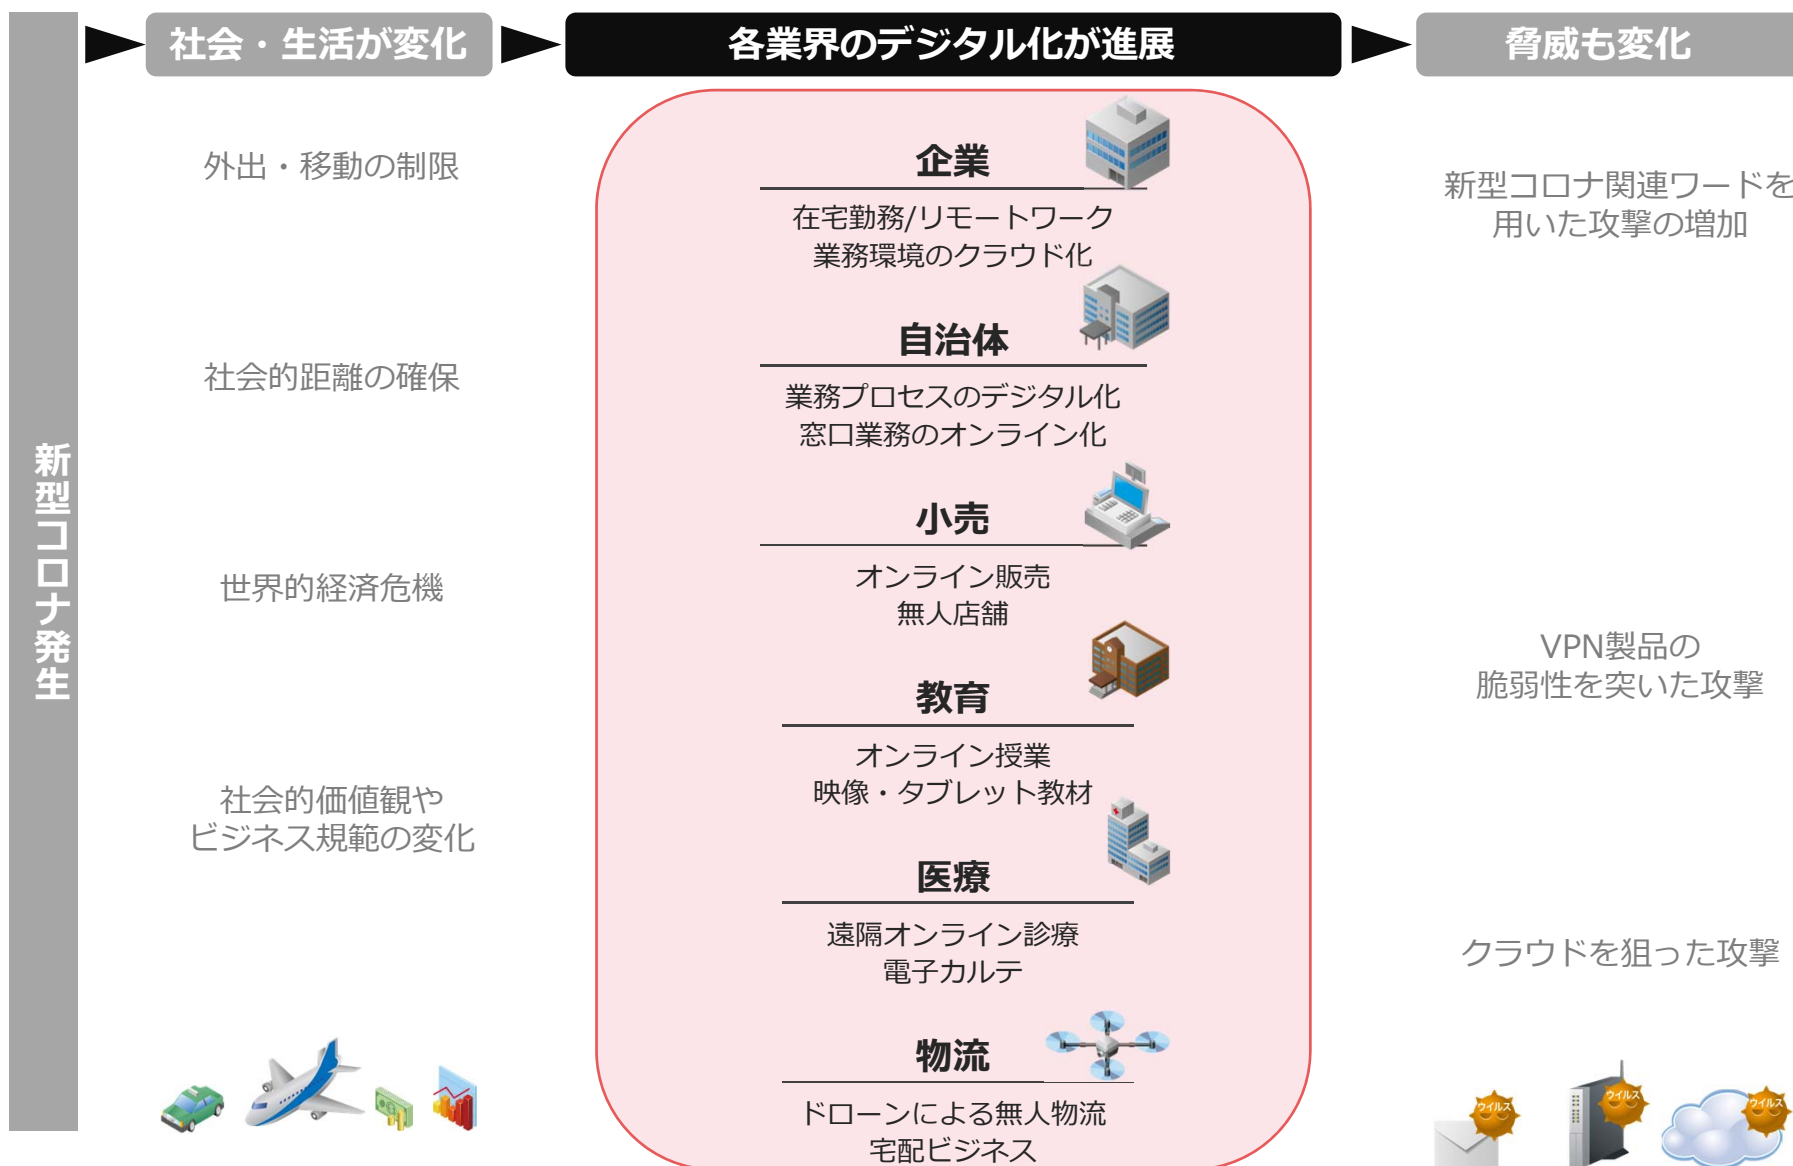 新型コロナ発生
社会・生活が変化
外出・移動の制限
社会的距離の確保
世界的経済危機
社会的価値観や
ビジネス規範の変化
各業界のデジタル化が進展
企業
在宅勤務/リモートワーク
業務環境のクラウド化
自治体
業務プロセスのデジタル化
窓口業務のオンライン化
小売
オンライン販売
無人店舗
教育
オンライン授業
映像・タブレット教材
医療
遠隔オンライン診療
電子カルテ
物流
ドローンによる無人物流
宅配ビジネス
脅威も変化
新型コロナ関連ワードを
用いた攻撃の増加
VPN製品の
脆弱性を突いた攻撃
クラウドを狙った攻撃
ウイルス
ウイルス
ウイルス